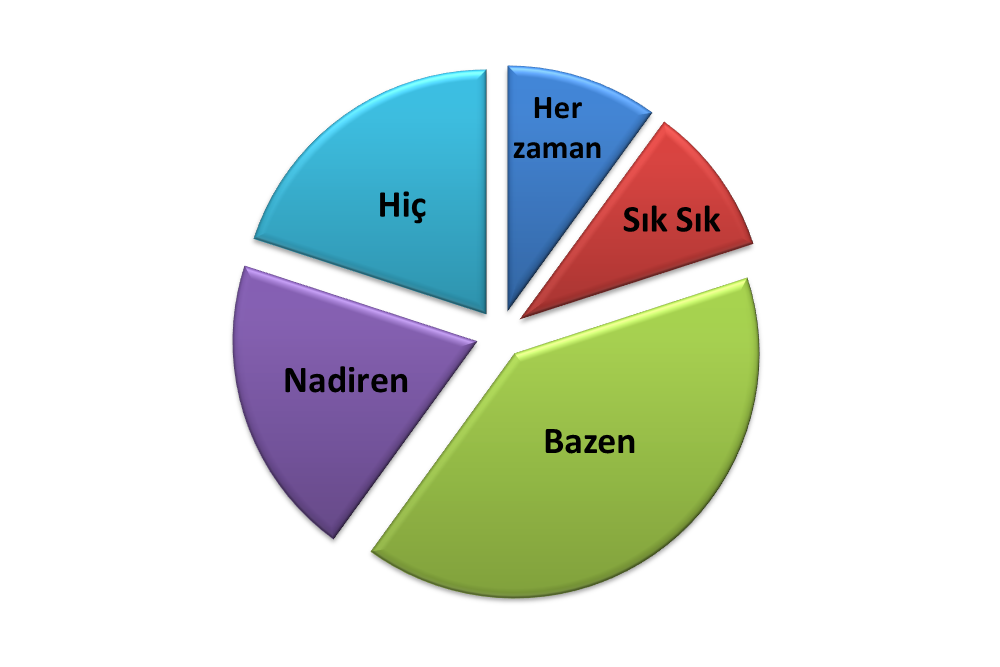 Her
zaman
Sık Sık
Hiç
Nadiren
Bazen